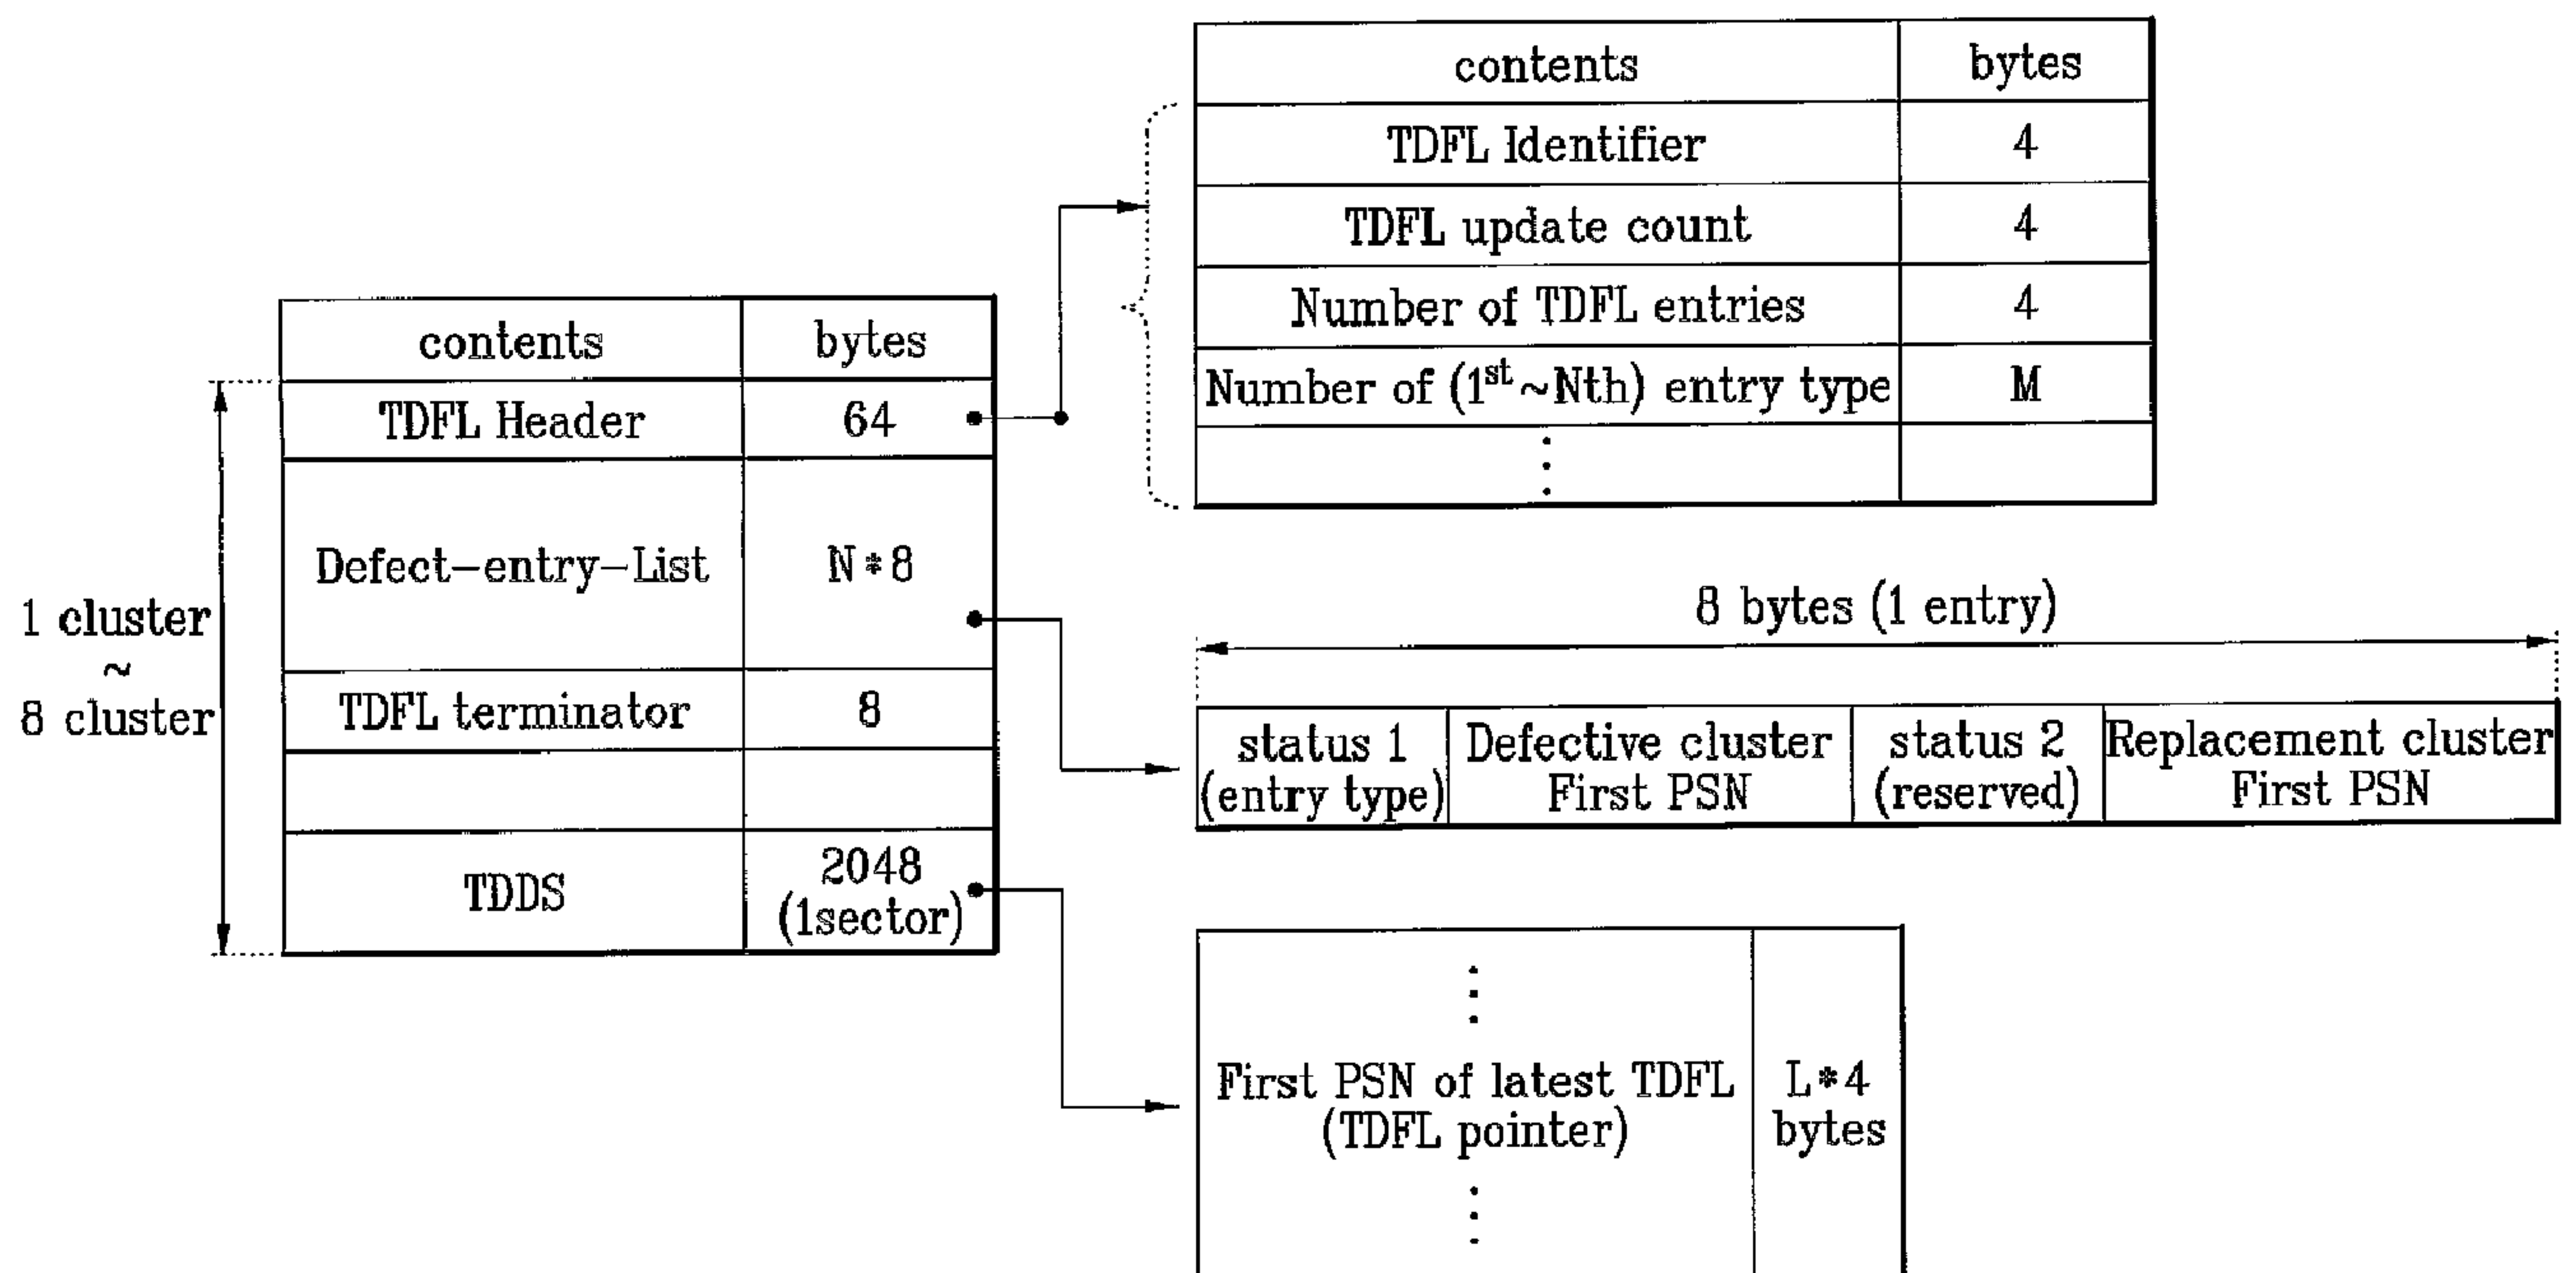 contents bytes
TDFL Identifier 4
TDFL update count 4
Number of TDFL entries 4
Number of (1st~Nth) entry type M
contents bytes
TDFL Header 64
Defect-entry-List N*8
TDFL terminator 8
TDDS 2048
(1sector)
1 cluster
~
8 cluster
8 bytes (1 entry)
status 1
(entry type)
Defective cluster
First PSN
status 2
(reserved)
Replacement cluster
First PSN
First PSN of latest TDFL
(TDFL pointer)
L*4
bytes